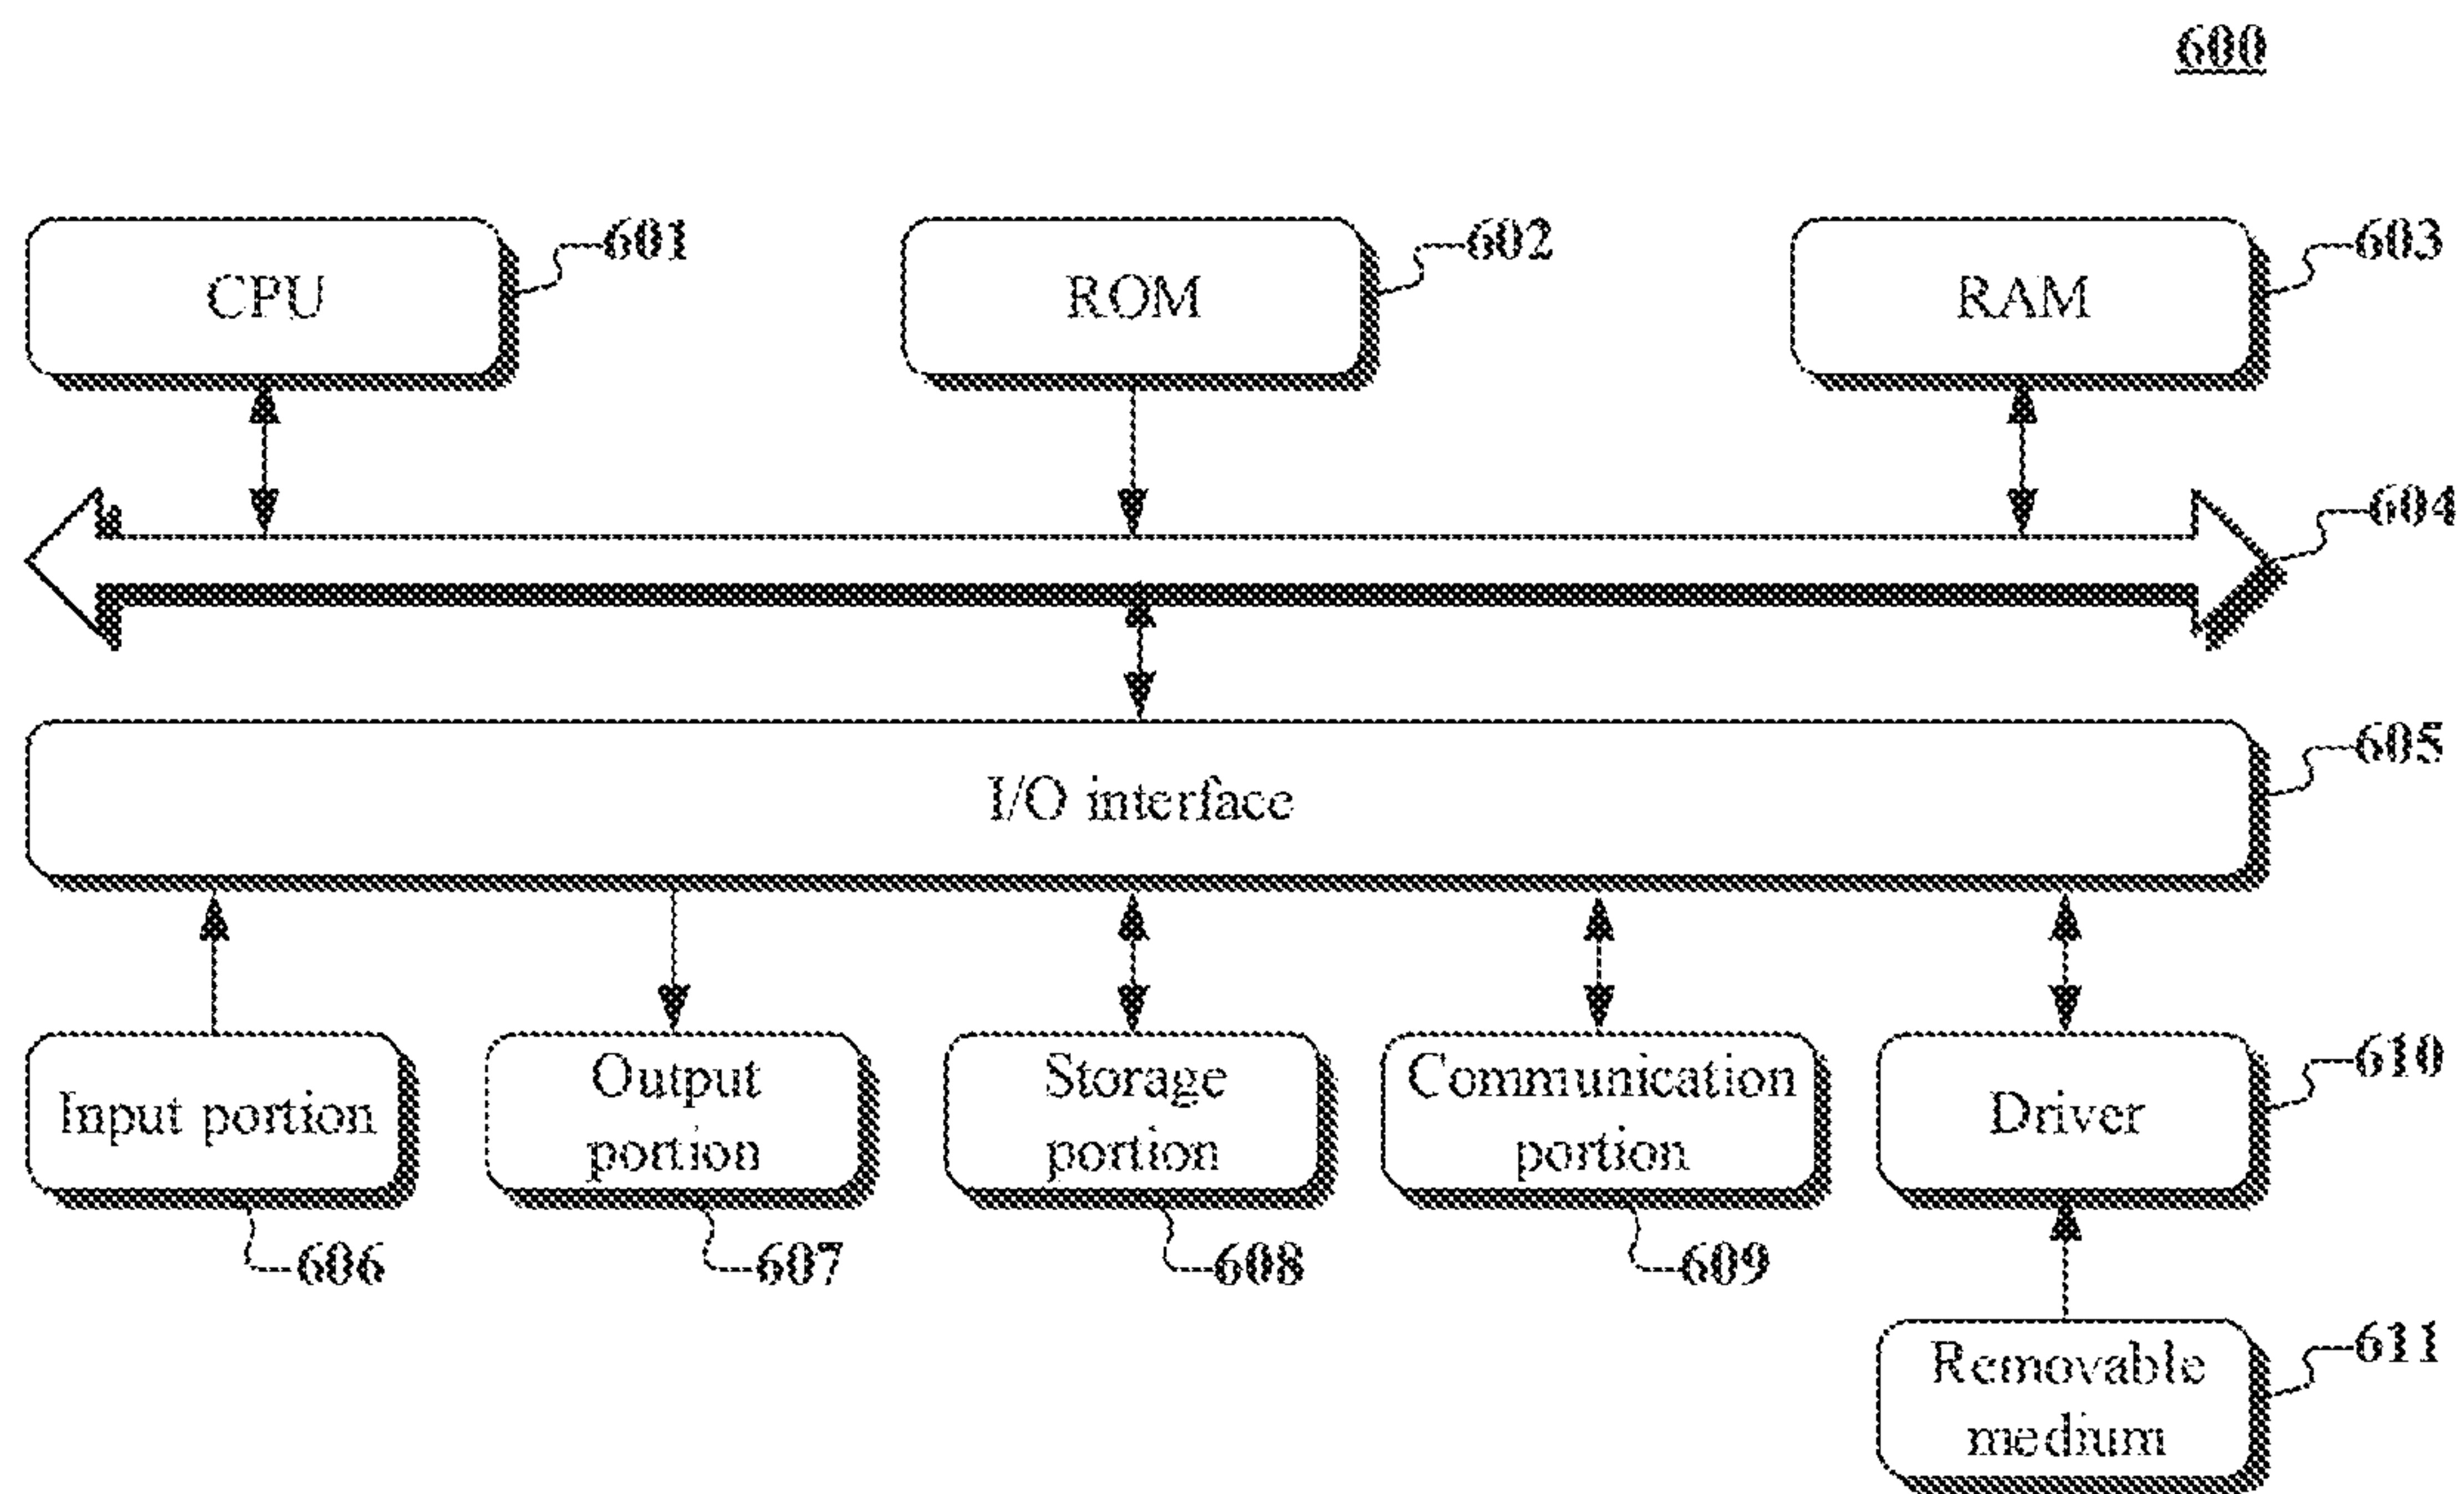 600
CPU
601
ROM
602
RAM
603
604
I/O interface
605
Input portion
Output
portion
Storage
portion
Communication
portion
Driver
610
606
607
608
609
Removable
medium
611